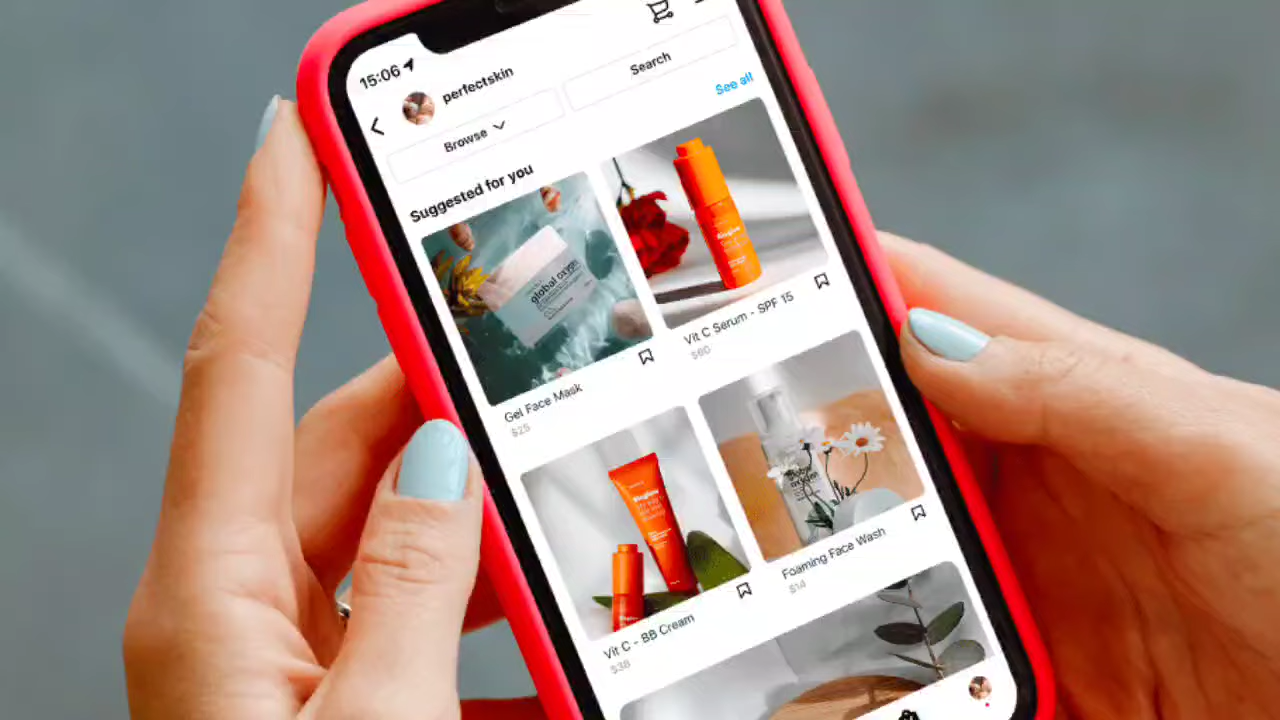 15:06
perfectskin
Browse
Search
Suggested for you
See all
global oxygn
Gel Face Mask
$25
Vit C Serum - SPF 15
$60
Vit C - BB Cream
$38
Foaming Face Wash
$14